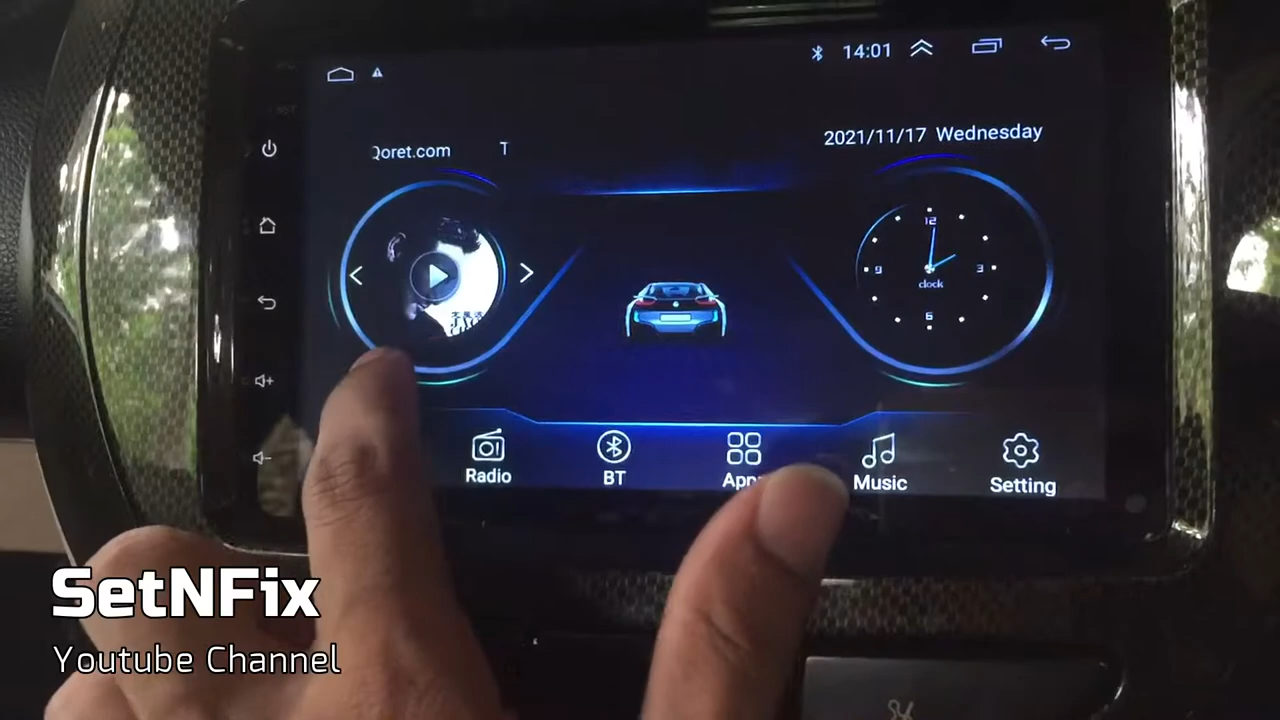 14:01
2021/11/17 Wednesday
Qoret.com T
12
9
3
clock
6
Radio
BT
App
Music
Setting
SetNFix
Youtube Channel